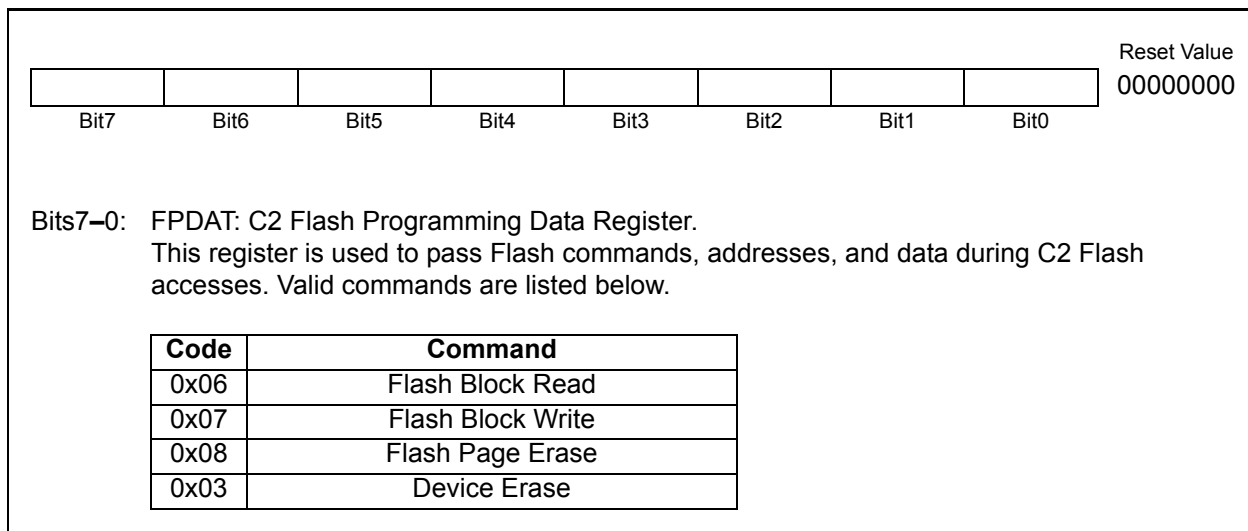 Reset Value
00000000
Bit7 Bit6 Bit5 Bit4 Bit3 Bit2 Bit1 Bit0
Bits7–0: FPDAT: C2 Flash Programming Data Register.
This register is used to pass Flash commands, addresses, and data during C2 Flash
accesses. Valid commands are listed below.
Code Command
0x06 Flash Block Read
0x07 Flash Block Write
0x08 Flash Page Erase
0x03 Device Erase